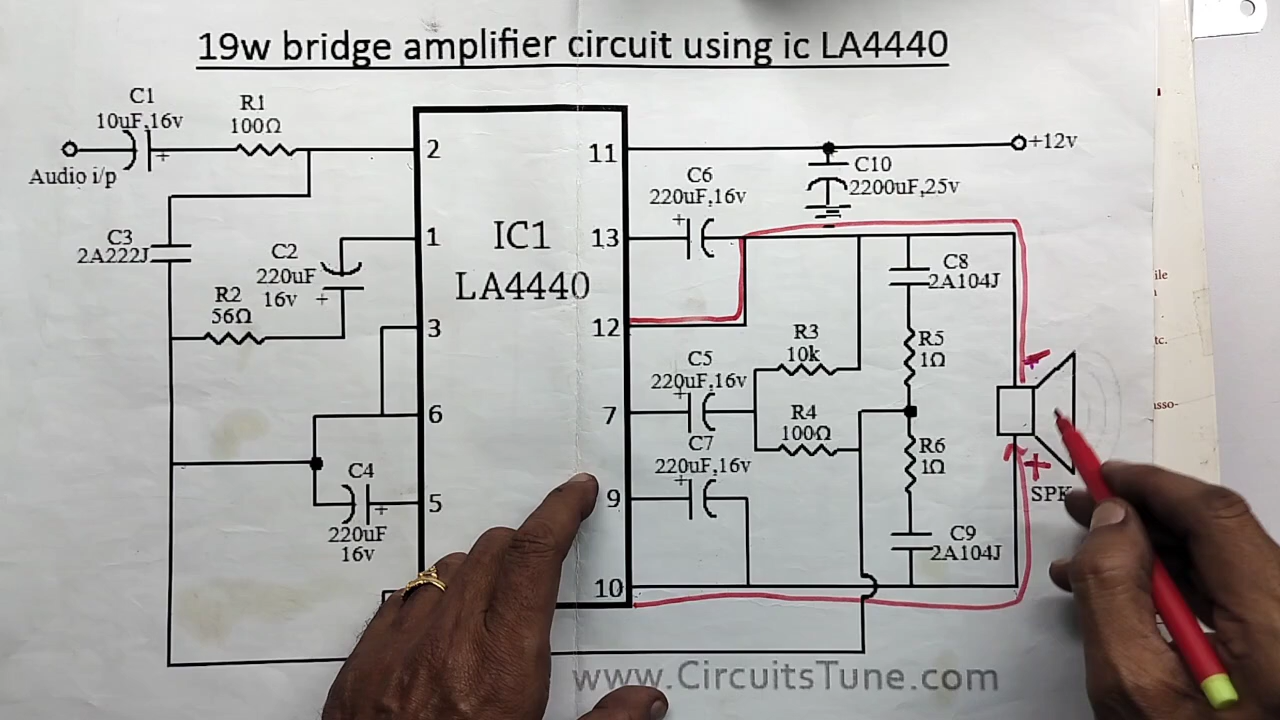 19w bridge amplifier circuit using ic LA4440
C1
10uF,16v
+
R1
100Ω
Audio i/p
2
11
+12v
C10
2200uF,25v
C6
220uF,16v
+
C3
2A222J
C2
220uF
16v +
1
IC1
LA4440
13
C8
2A104J
R2
56Ω
3
12
R3
10k
R5
1Ω
+
C5
220uF,16v
+
6
7
R4
100Ω
C7
220uF,16v
+
R6
1Ω
+
C4
+
220uF
16v
5
9
SPK
C9
2A104J
10
www.CircuitsTune.com
ile
tc.
sso-